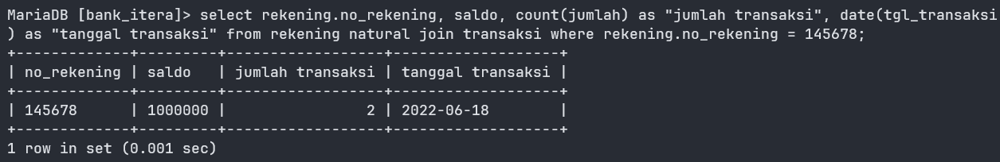 MariaDB [bank_itera]> select rekening.no_rekening, saldo, count(jumlah) as "jumlah transaksi", date(tgl_transaksi
) as "tanggal transaksi" from rekening natural join transaksi where rekening.no_rekening = 145678;
+-------------+---------+------------------+-------------------+
| no_rekening | saldo   | jumlah transaksi | tanggal transaksi |
+-------------+---------+------------------+-------------------+
| 145678      | 1000000 |                2 | 2022-06-18        |
+-------------+---------+------------------+-------------------+
1 row in set (0.001 sec)